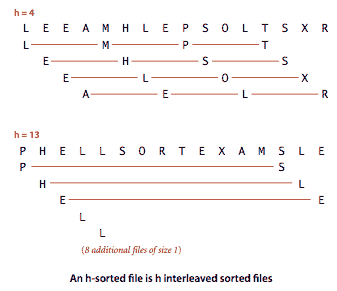 h = 4
L E E A M H L E P S O L T S X R
L M P T
E H S S
E L O X
A E L R
h = 13
P H E L L S O R T E X A M S L E
P S
H L
E E
L
L
(8 additional files of size 1)
An h-sorted file is h interleaved sorted files